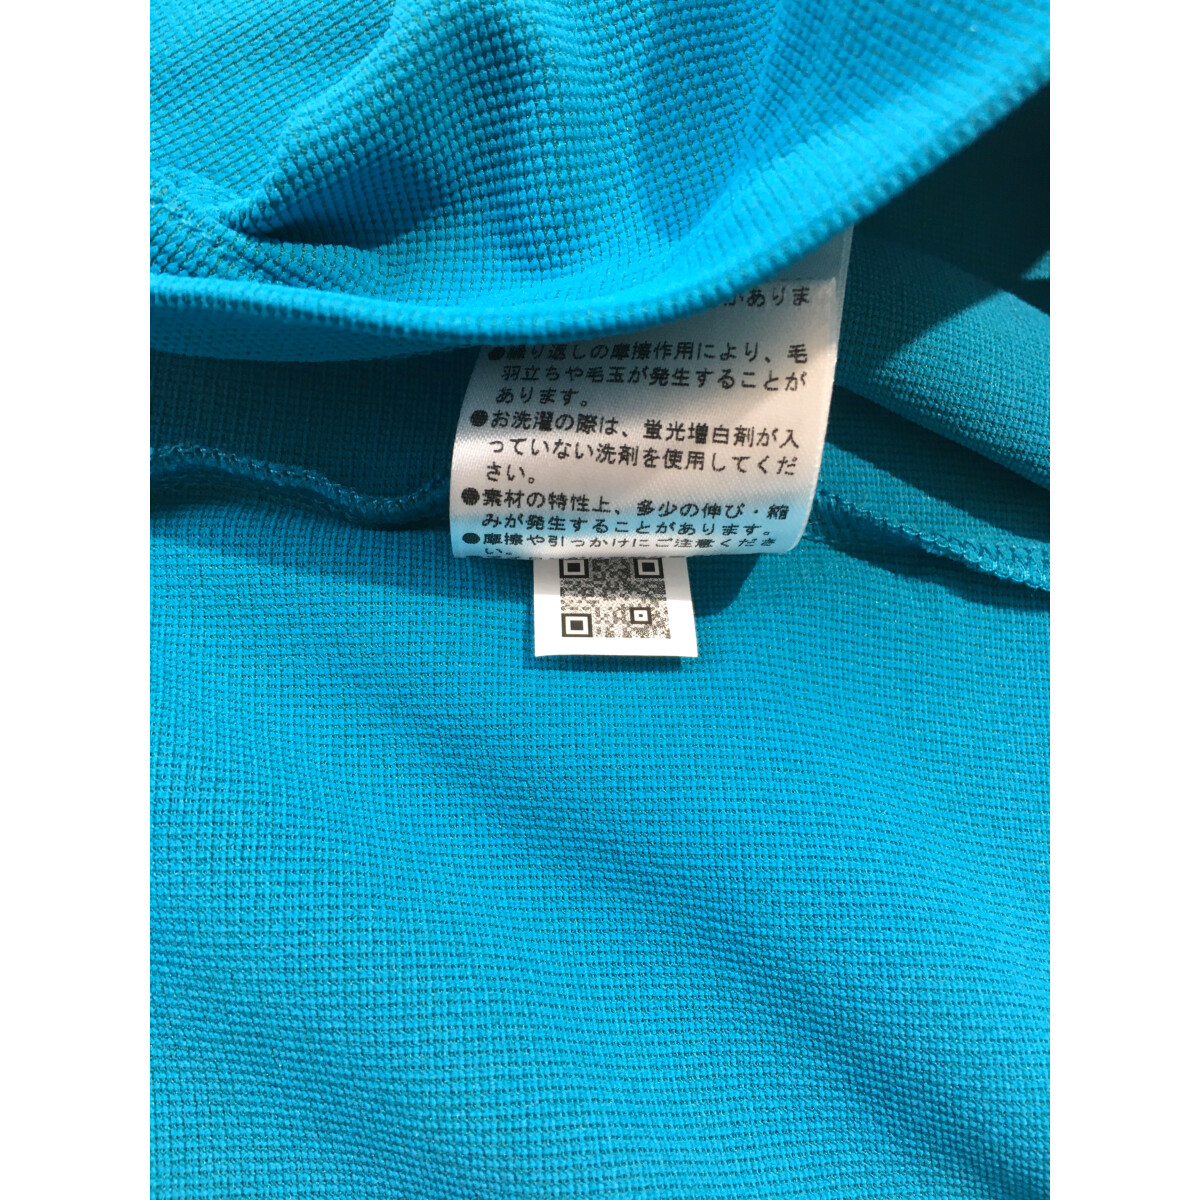 がありま
●繰り返しの摩擦作用により、毛
羽立ちや毛玉が発生することが
あります。
●お洗濯の際は、蛍光増白剤が入
っていない洗剤を使用してくだ
さい。
●素材の特性上、多少の伸び・縮
みが発生することがあります。
●摩擦や引っかけにご注意くださ
い。